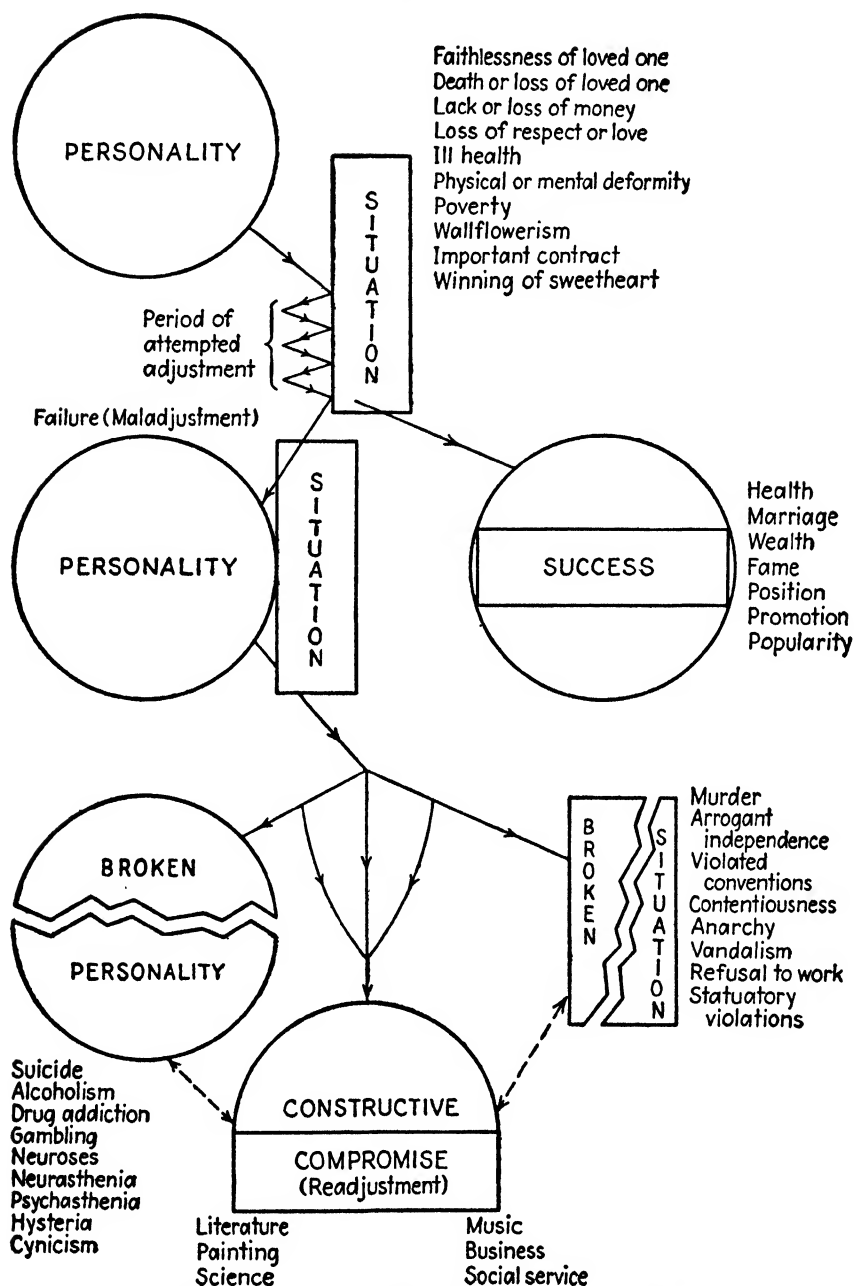 PERSONALITY
SITUATION
Faithlessness of loved one
Death or loss of loved one
Lack or loss of money
Loss of respect or love
Ill health
Physical or mental deformity
Poverty
Wallflowerism
Important contract
Winning of sweetheart
Period of
attempted
adjustment
Failure (Maladjustment)
PERSONALITY
SITUATION
SUCCESS
Health
Marriage
Wealth
Fame
Position
Promotion
Popularity
BROKEN
PERSONALITY
BROKEN
SITUATION
Murder
Arrogant
independence
Violated
conventions
Contentiousness
Anarchy
Vandalism
Refusal to work
Statuatory
violations
Suicide
Alcoholism
Drug addiction
Gambling
Neuroses
Neurasthenia
Psychasthenia
Hysteria
Cynicism
CONSTRUCTIVE
COMPROMISE
(Readjustment)
Literature
Painting
Science
Music
Business
Social service